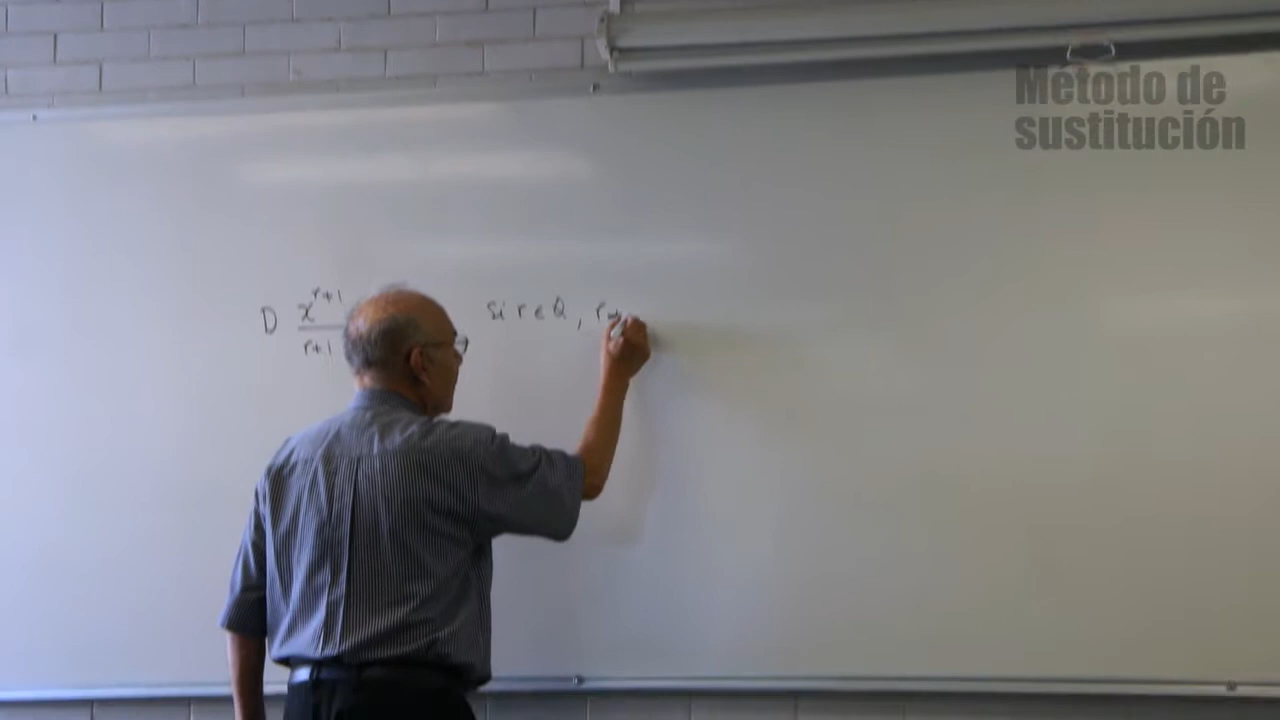 Método de
sustitución
D x^{r+1}/r+1 si r ∈ Q, r